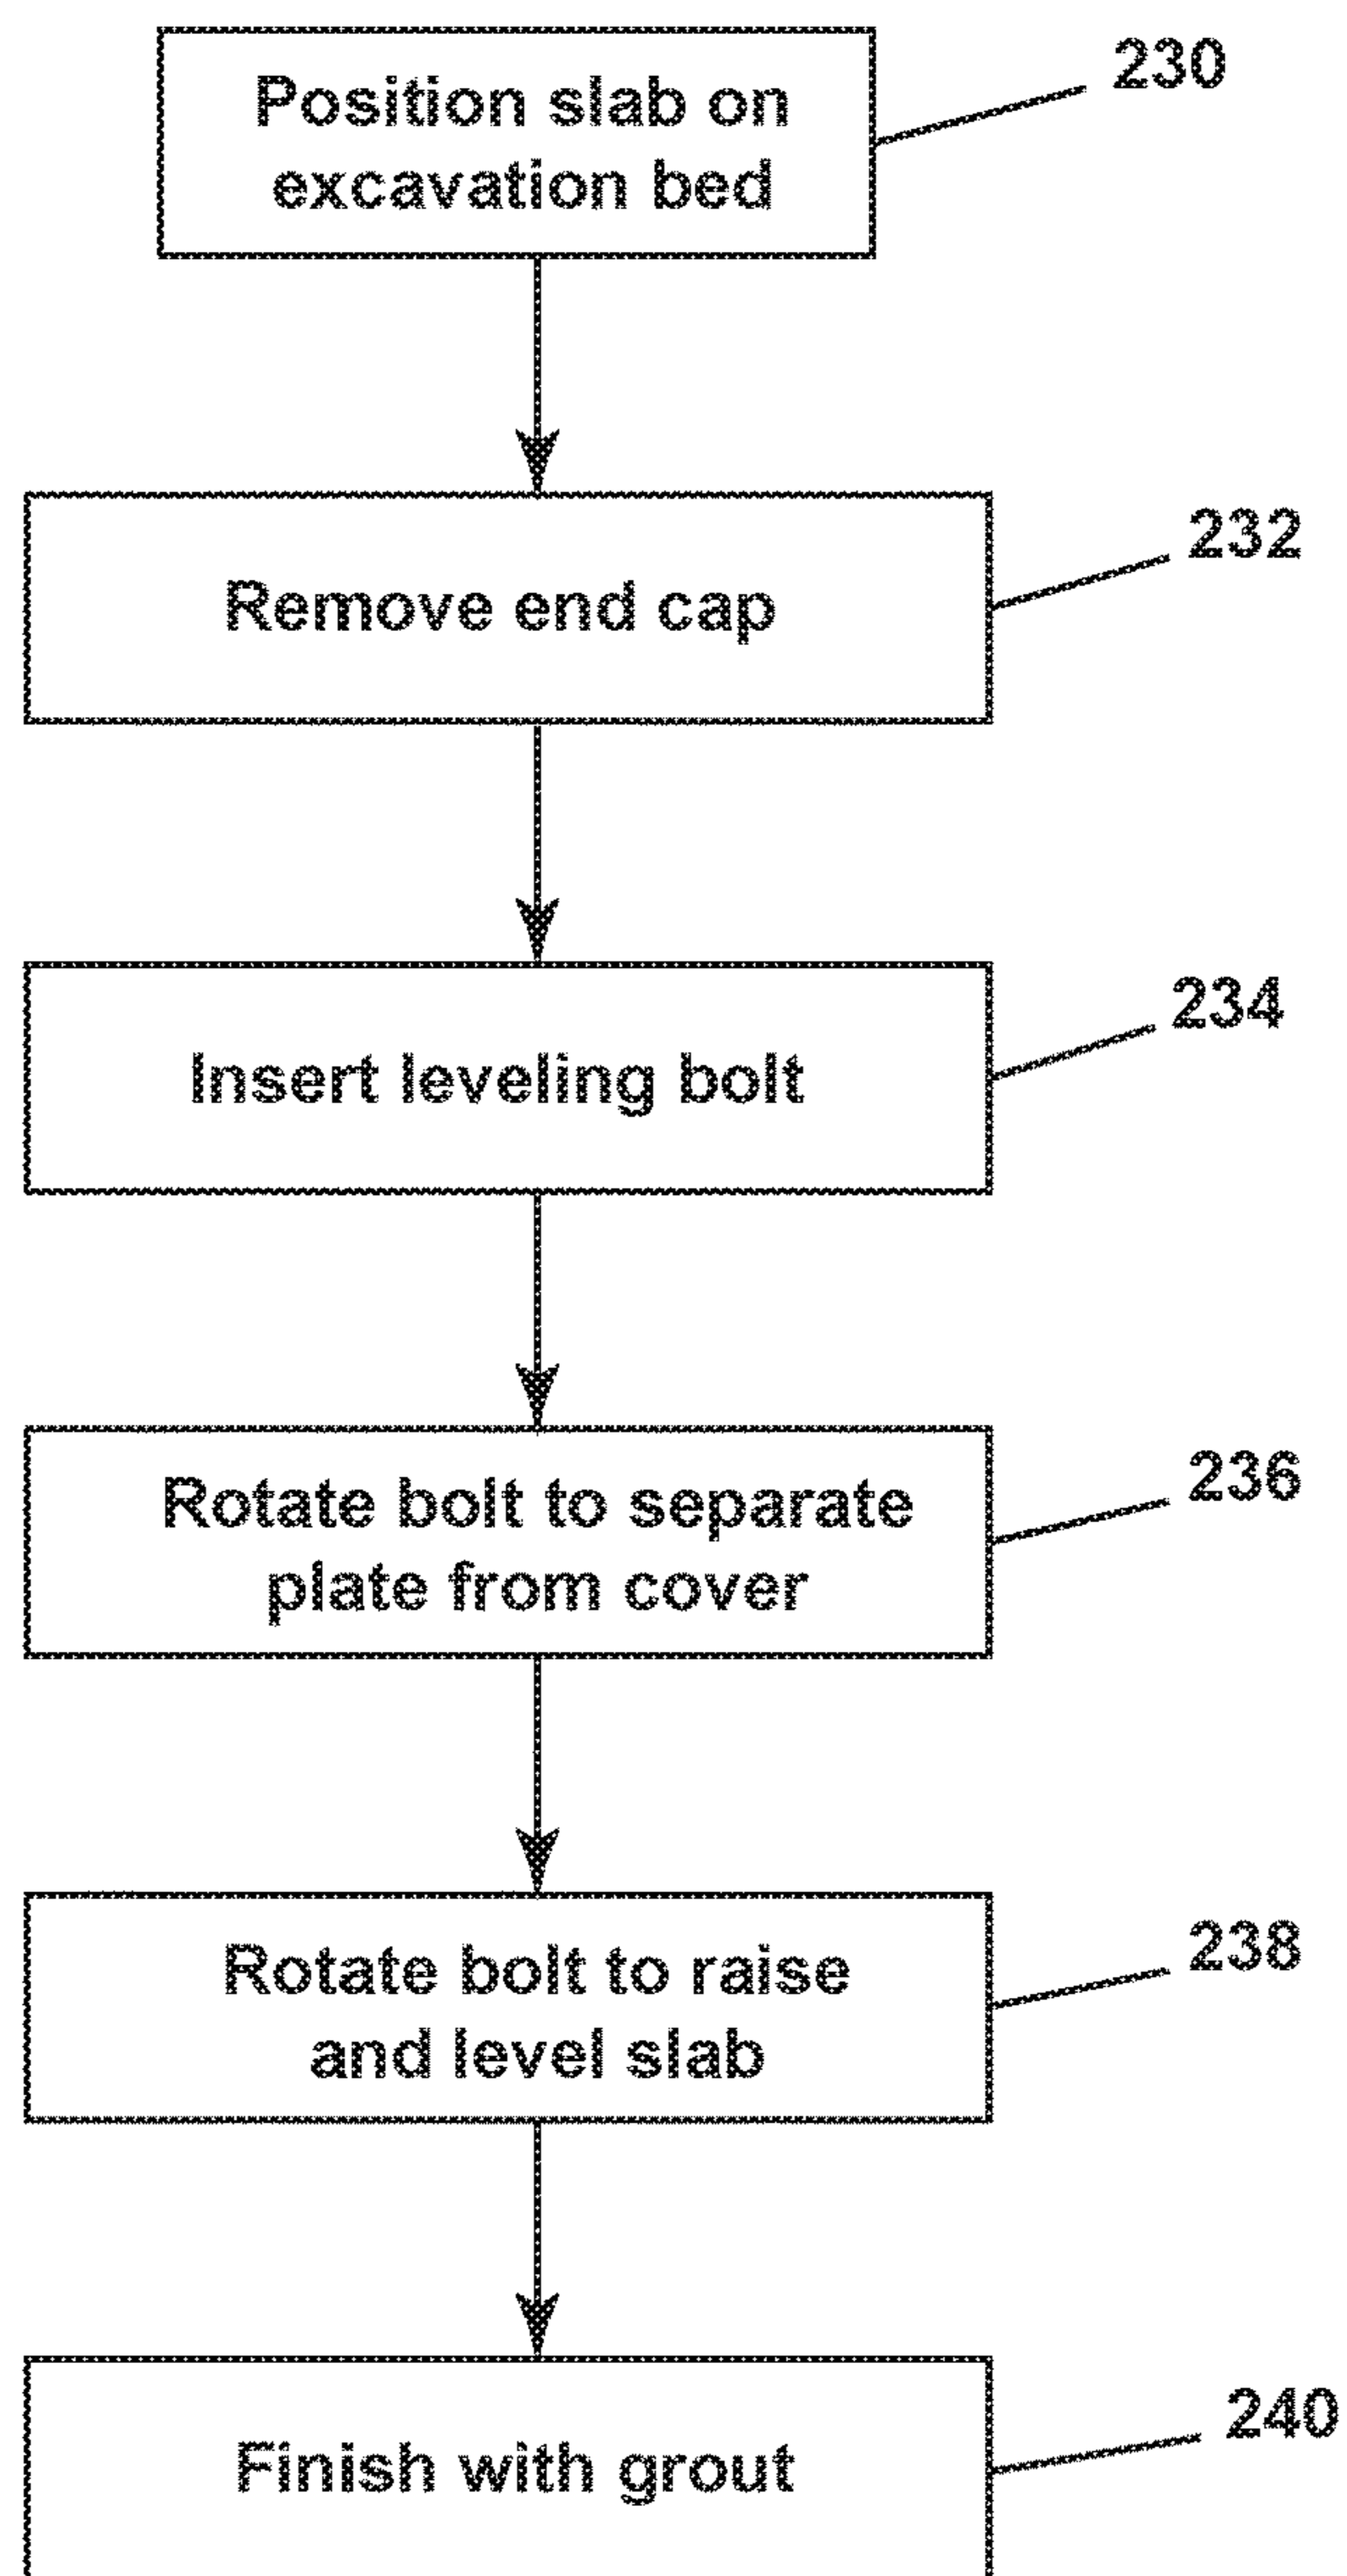 Position slab on
excavation bed
230
Remove end cap
232
Insert leveling bolt
234
Rotate bolt to separate
plate from cover
236
Rotate bolt to raise
and level slab
238
Finish with grout
240